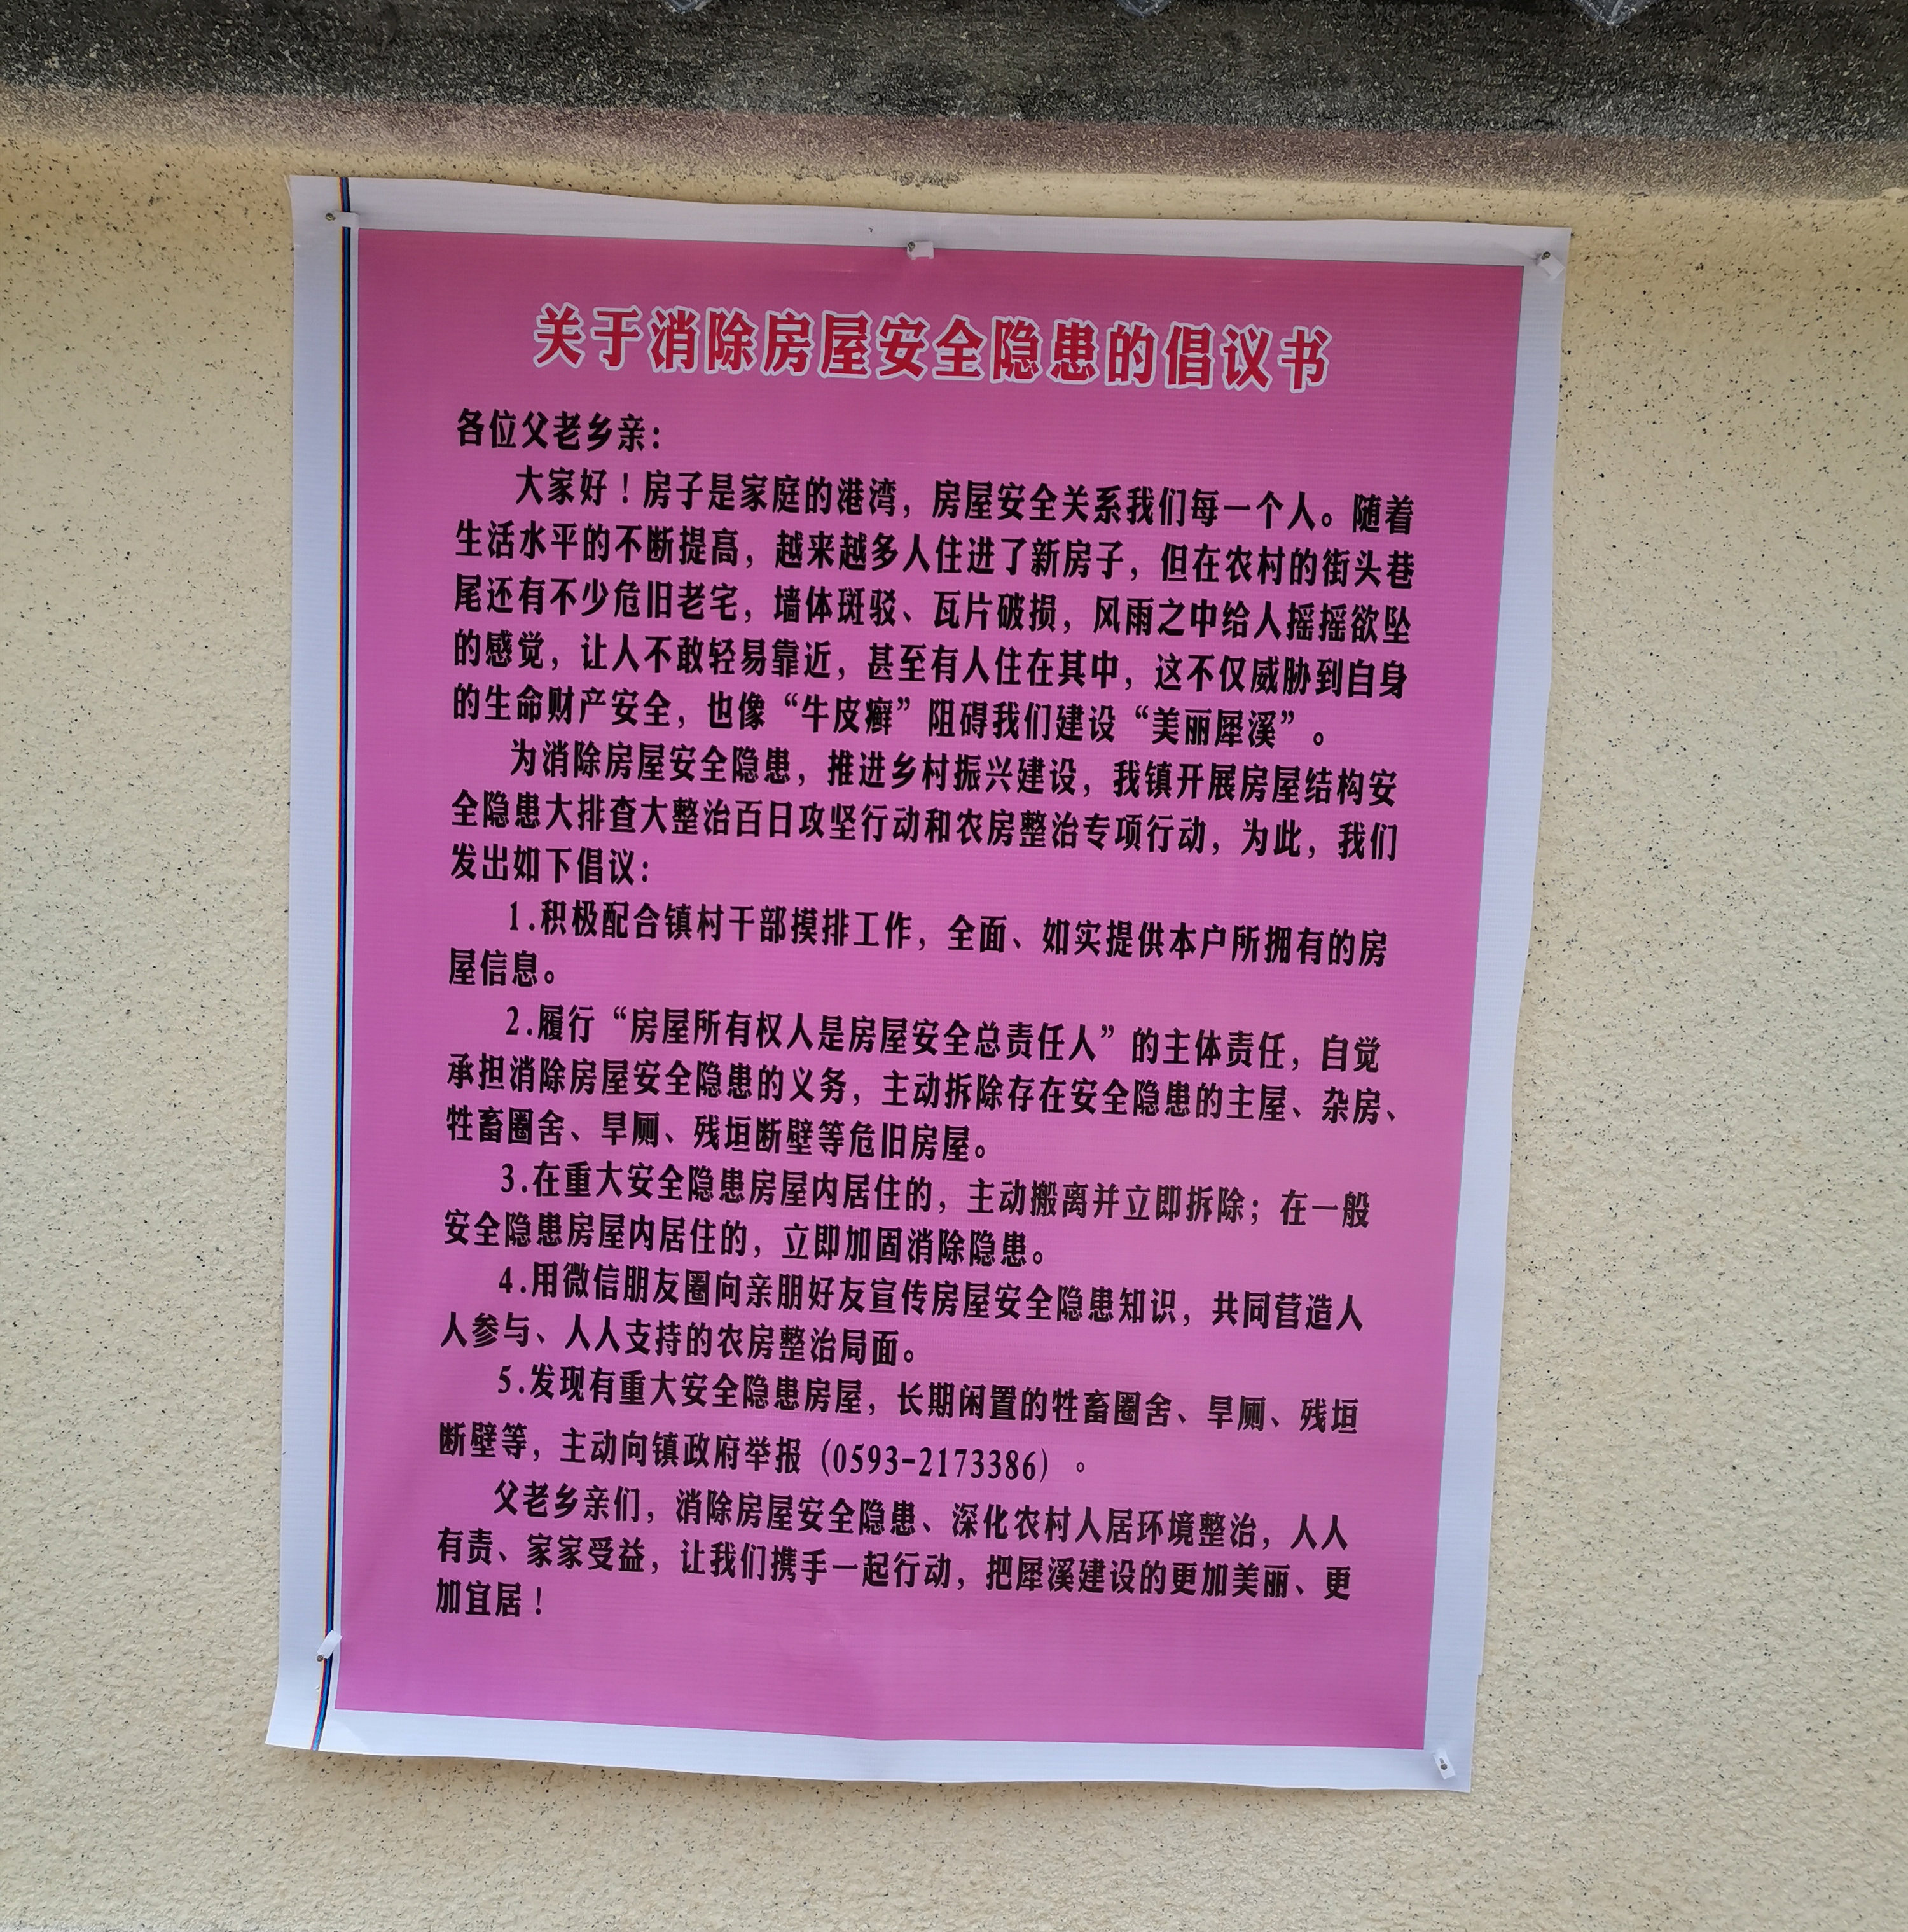 关于消除房屋安全隐患的倡议书
各位父老乡亲：
大家好！房子是家庭的港湾，房屋安全关系我们每一个人。随着
生活水平的不断提高，越来越多人住进了新房子，但在农村的街头巷
尾还有不少危旧老宅，墙体斑驳、瓦片破损，风雨之中给人摇摇欲坠
的感觉，让人不敢轻易靠近，甚至有人住在其中，这不仅威胁到自身
的生命财产安全，也像“牛皮癣”阻碍我们建设“美丽犀溪”。
为消除房屋安全隐患，推进乡村振兴建设，我镇开展房屋结构安
全隐患大排查大整治百日攻坚行动和农房整治专项行动，为此，我们
发出如下倡议：
1.积极配合镇村干部摸排工作，全面、如实提供本户所拥有的房
屋信息。
2.履行“房屋所有权人是房屋安全总责任人”的主体责任，自觉
承担消除房屋安全隐患的义务，主动拆除存在安全隐患的主屋、杂房、
牲畜圈舍、旱厕、残垣断壁等危旧房屋。
3.在重大安全隐患房屋内居住的，主动搬离并立即拆除；在一般
安全隐患房屋内居住的，立即加固消除隐患。
4.用微信朋友圈向亲朋好友宣传房屋安全隐患知识，共同营造人
人参与、人人支持的农房整治局面。
5.发现有重大安全隐患房屋，长期闲置的牲畜圈舍、旱厕、残垣
断壁等，主动向镇政府举报（0593-2173386）。
父老乡亲们，消除房屋安全隐患、深化农村人居环境整治，人人
有责、家家受益，让我们携手一起行动，把犀溪建设的更加美丽、更
加宜居！